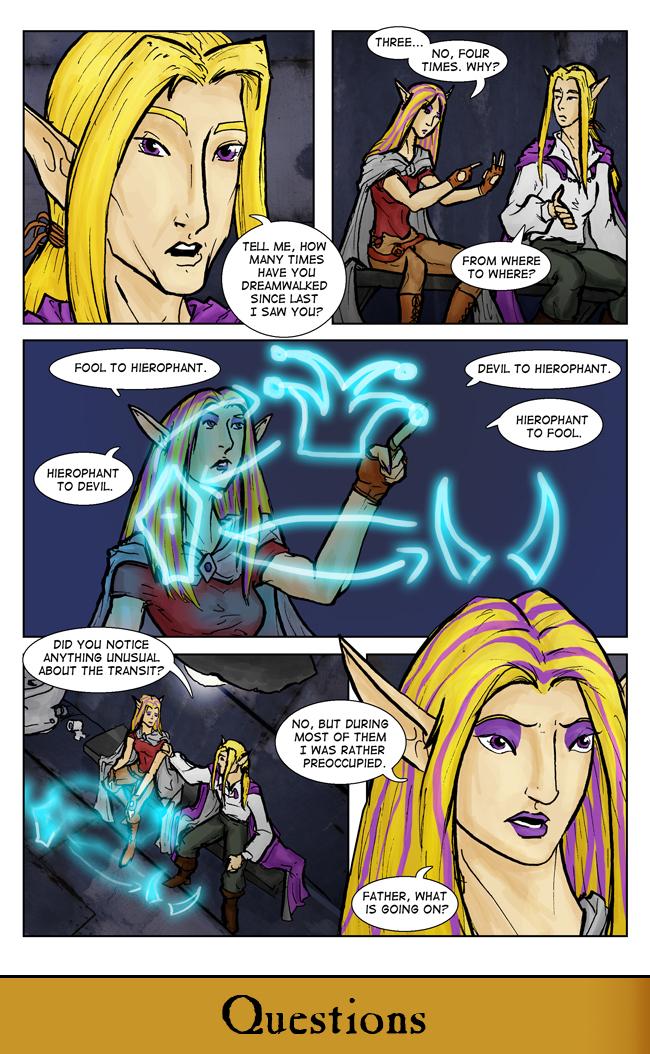 TELL ME, HOW
MANY TIMES
HAVE YOU
DREAMWALKED
SINCE LAST
I SAW YOU?
THREE...
NO, FOUR
TIMES. WHY?
FROM WHERE
TO WHERE?
FOOL TO HIEROPHANT.
HIEROPHANT
TO DEVIL.
DEVIL TO HIEROPHANT.
HIEROPHANT
TO FOOL.
DID YOU NOTICE
ANYTHING UNUSUAL
ABOUT THE TRANSIT?
NO, BUT DURING
MOST OF THEM
I WAS RATHER
PREOCCUPIED.
FATHER, WHAT
IS GOING ON?
Questions